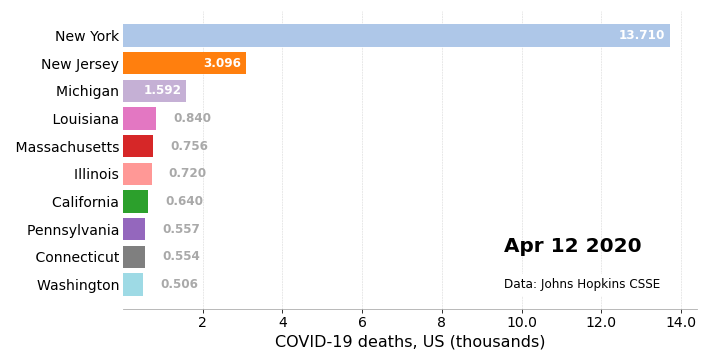 New York 13.710
New Jersey 3.096
Michigan 1.592
Louisiana 0.840
Massachusetts 0.756
Illinois 0.720
California 0.640
Pennsylvania 0.557
Connecticut 0.554
Washington 0.506
Apr 12 2020
Data: Johns Hopkins CSSE
2 4 6 8 10.0 12.0 14.0
COVID-19 deaths, US (thousands)